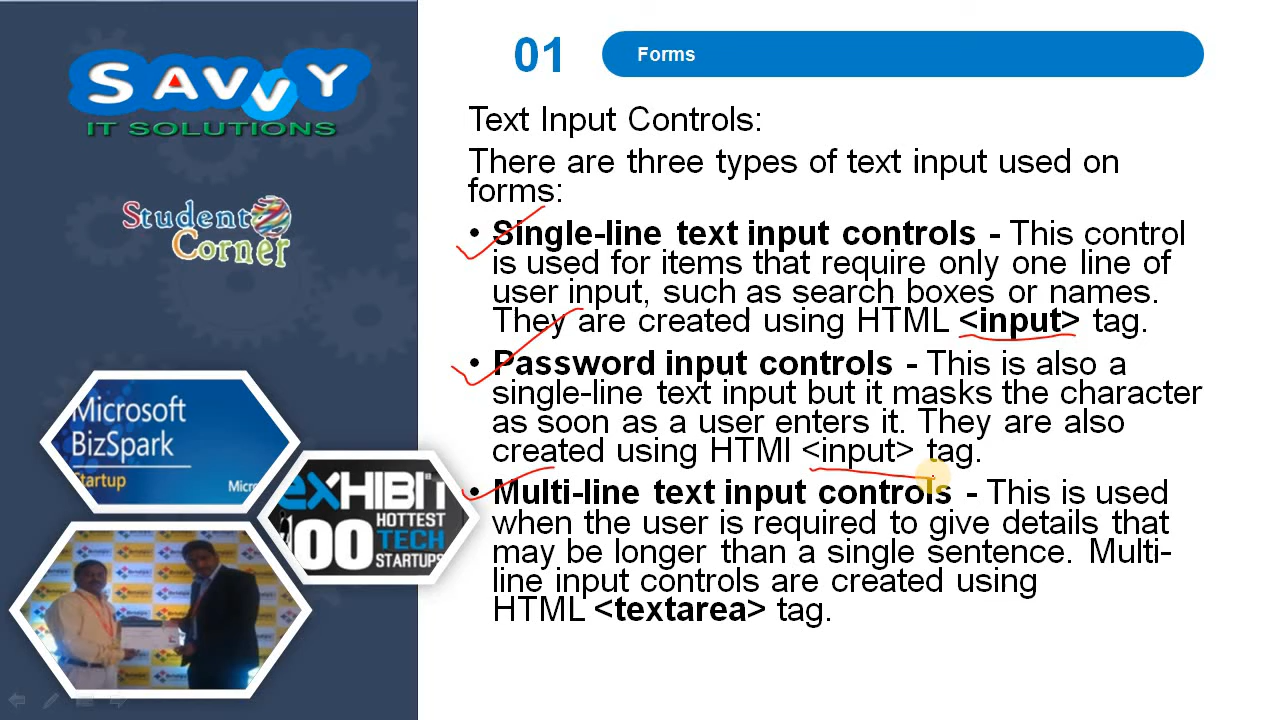 SAVVY
IT SOLUTIONS
Student
Corner
Microsoft
BizSpark
Startup
Micros
EXHIBIT
100
HOTTEST
TECH
STARTUPS
01
Forms
Text Input Controls:
There are three types of text input used on
forms:
• Single-line text input controls - This control
is used for items that require only one line of
user input, such as search boxes or names.
They are created using HTML <input> tag.
• Password input controls - This is also a
single-line text input but it masks the character
as soon as a user enters it. They are also
created using HTMl <input> tag.
• Multi-line text input controls - This is used
when the user is required to give details that
may be longer than a single sentence. Multi-
line input controls are created using
HTML <textarea> tag.